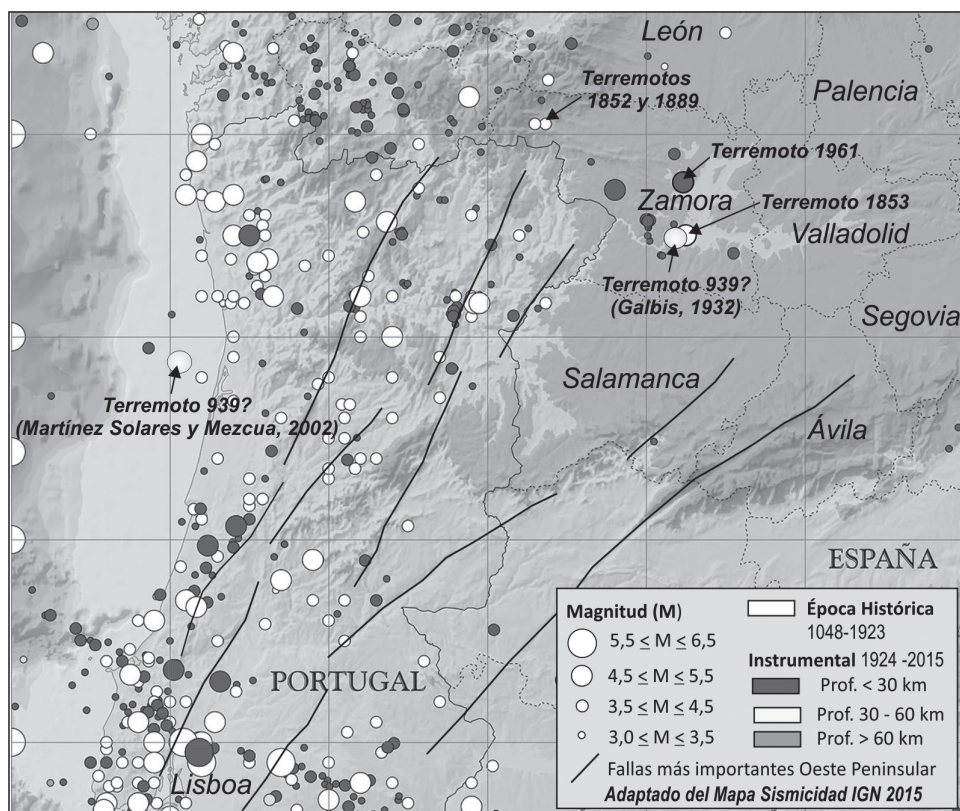 León
Terremotos
1852 y 1889
Palencia
Terremoto 1961
Zamora
Terremoto 1853
Valladolid
Terremoto 939?
(Galbis, 1932)
Segovia
Salamanca
Terremoto 939?
(Martínez Solares y Mezcua, 2002)
Ávila
ESPAÑA
PORTUGAL
Lisboa
Magnitud (M)
5,5 ≤ M ≤ 6,5
4,5 ≤ M ≤ 5,5
3,5 ≤ M ≤ 4,5
3,0 ≤ M ≤ 3,5
Época Histórica
1048-1923
Instrumental 1924 -2015
Prof. < 30 km
Prof. 30 - 60 km
Prof. > 60 km
Fallas más importantes Oeste Peninsular
Adaptado del Mapa Sismicidad IGN 2015